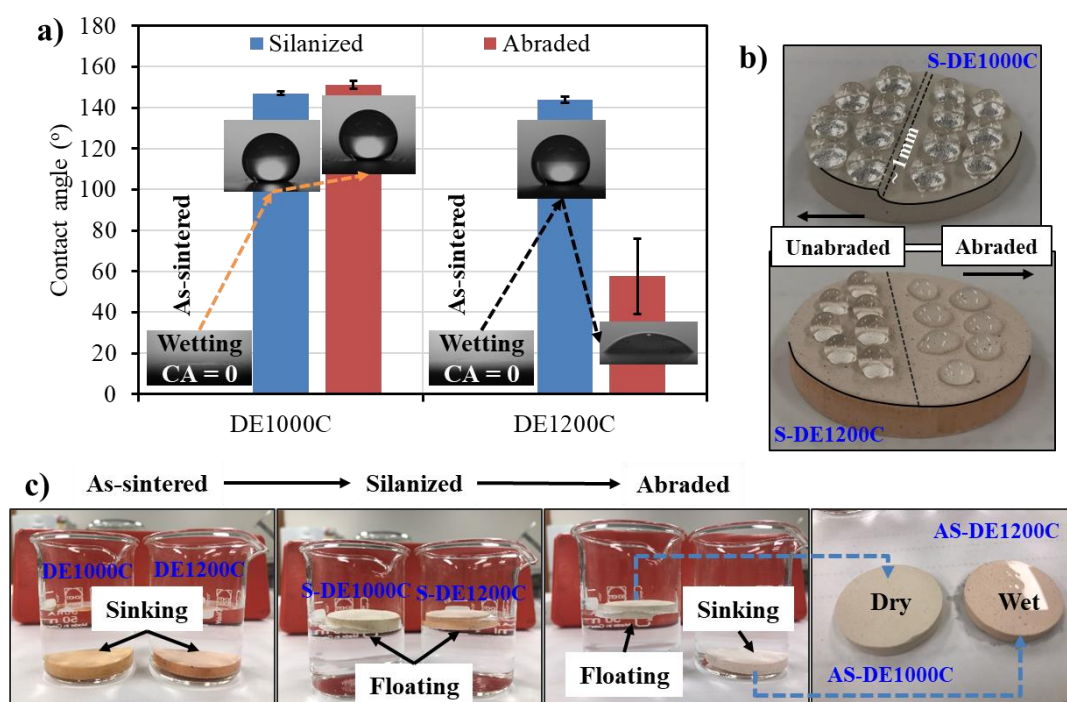 a)
Silanized
Abraded
Contact angle (°)
180
160
140
120
100
80
60
40
20
0
As-sintered
Wetting
CA = 0
As-sintered
Wetting
CA = 0
DE1000C
DE1200C
b)
S-DE1000C
~ 1mm
Unabraded
Abraded
S-DE1200C
c)
As-sintered
Silanized
Abraded
DE1000C
DE1200C
Sinking
S-DE1000C
S-DE1200C
Floating
Sinking
Floating
AS-DE1200C
Dry
Wet
AS-DE1000C